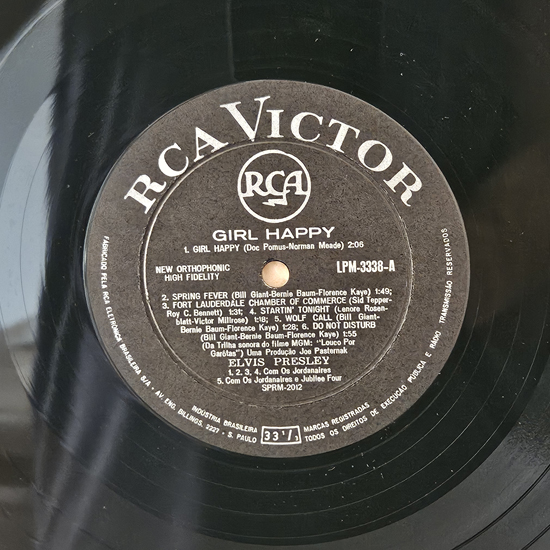 RCA VICTOR
RCA
GIRL HAPPY
1. GIRL HAPPY (Doc Pomus-Norman Meade) 2:06
NEW ORTHOPHONIC
HIGH FIDELITY
LPM-3338-A
2. SPRING FEVER (Bill Giant-Bernie Baum-Florence Kaye) 1:49;
3. FORT LAUDERDALE CHAMBER OF COMMERCE (Sid Tepper-
Roy C. Bennett) 1:31; 4. STARTIN' TONIGHT (Lenore Rosen-
blatt-Victor Millrose) 1:18; 5. WOLF CALL (Bill Giant-
Bernie Baum-Florence Kaye) 1:28; 6. DO NOT DISTURB
(Bill Giant-Bernie Baum-Florence Kaye) 1:55
(Da Trilha sonora do filme MGM: "Louco Por
Garôtas") Uma Produção Joe Pasternak
ELVIS PRESLEY
1. 2, 3, 4. Com Os Jordanaires
5. Com Os Jordanaires e Jubilee Four
SPRM-2012
FABRICADO PELA RCA ELETRÔNICA BRASILEIRA S/A - AV. ENG. BILLINGS, 2227 - S. PAULO
INDÚSTRIA BRASILEIRA
33 1/3
MARCAS REGISTRADAS
TODOS OS DIREITOS DE EXECUÇÃO PÚBLICA E RÁDIO TRANSMISSÃO RESERVADOS